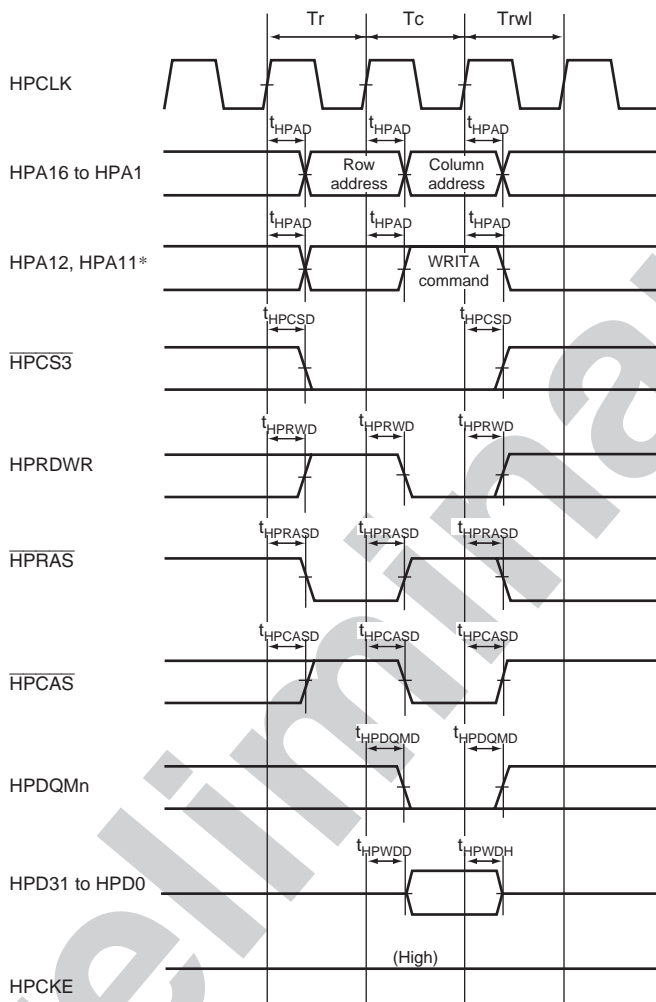 Tr Tc Trwl
HPCLK
tHPAD tHPAD tHPAD
HPA16 to HPA1
Row address
Column address
tHPAD tHPAD tHPAD
HPA12, HPA11*
WRITA command
tHPCSD tHPCSD
HPCS3
tHPRWD tHPRWD tHPRWD
HPRDWR
tHPRASD tHPRASD tHPRASD
HPRAS
tHPCASD tHPCASD tHPCASD
HPCAS
tHPDQMD tHPDQMD
HPDQMn
tHPWDD tHPWDH
HPD31 to HPD0
(High)
HPCKE
elimina